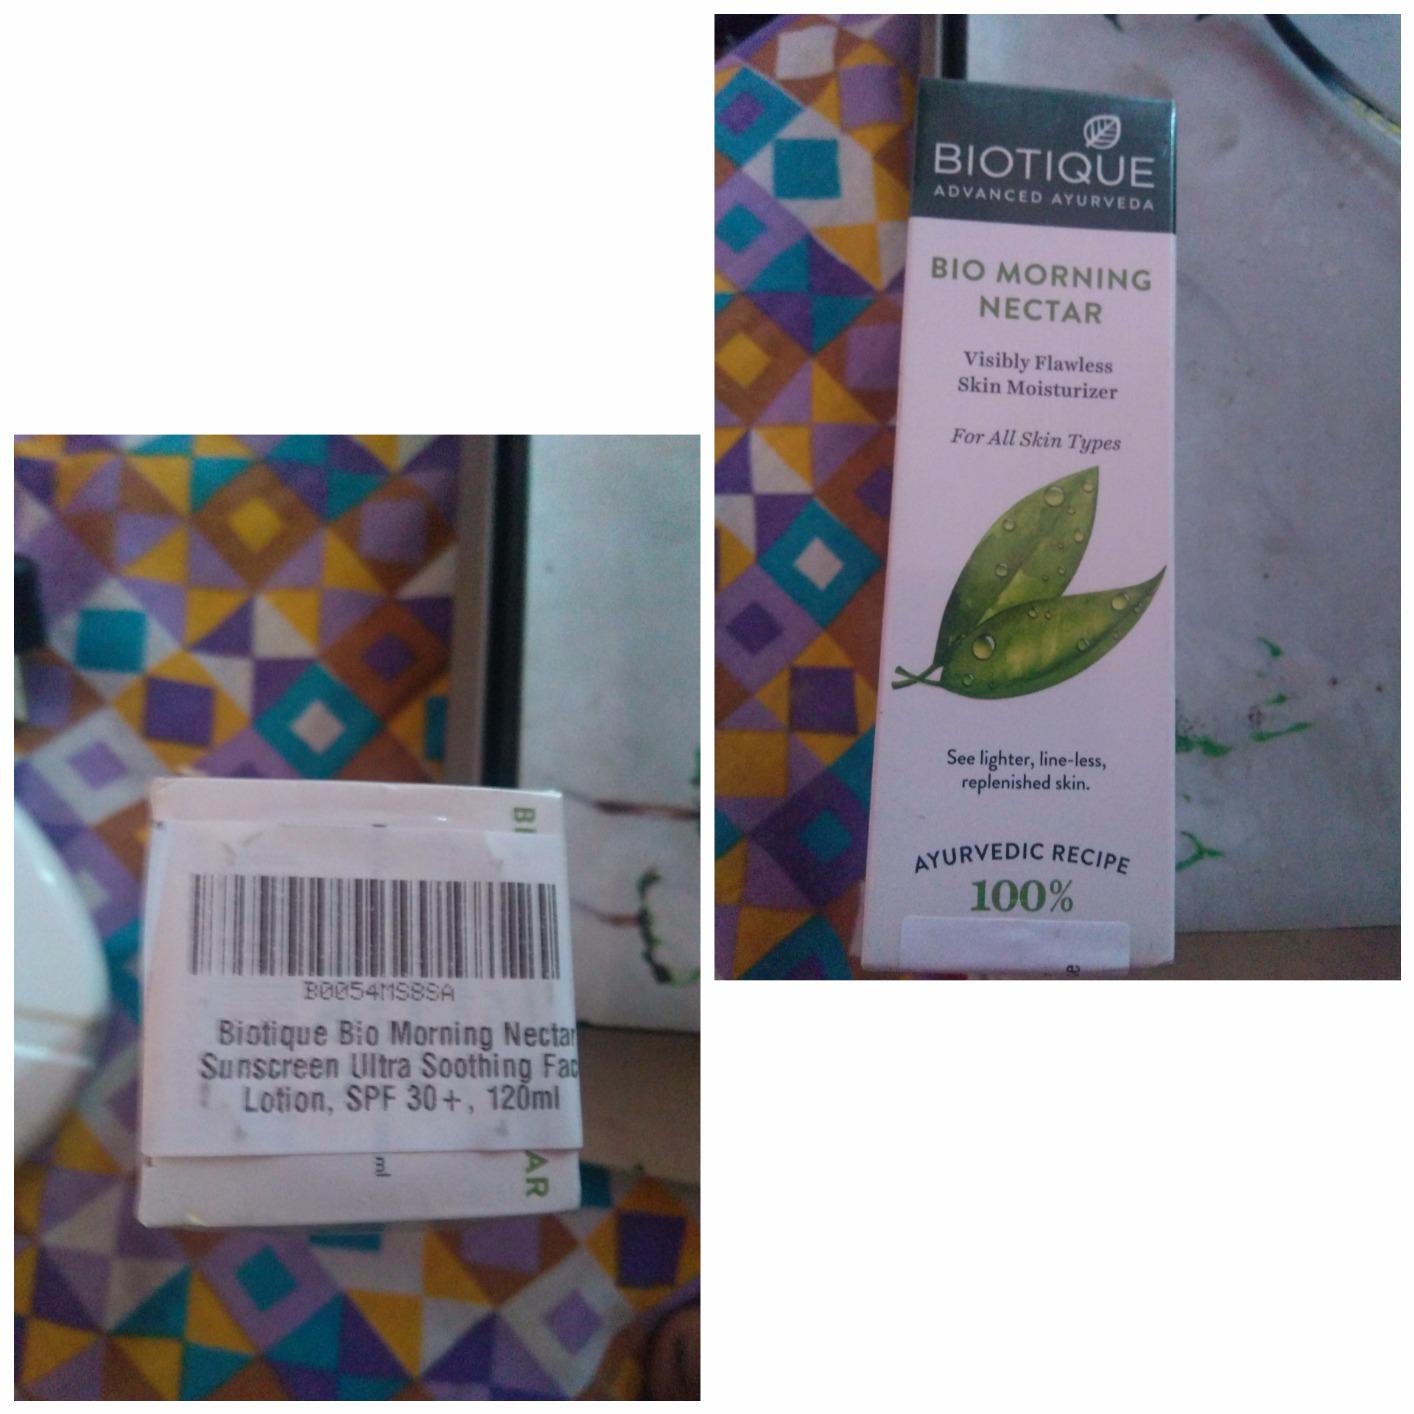 BIOTIQUE
ADVANCED AYURVEDA
BIO MORNING
NECTAR
Visibly Flawless
Skin Moisturizer
For All Skin Types
See lighter, line-less,
replenished skin.
AYURVEDIC RECIPE
100%
B0054MS8SA
Biotique Bio Morning Nectar
Sunscreen Ultra Soothing Fac
Lotion, SPF 30+, 120ml
ml